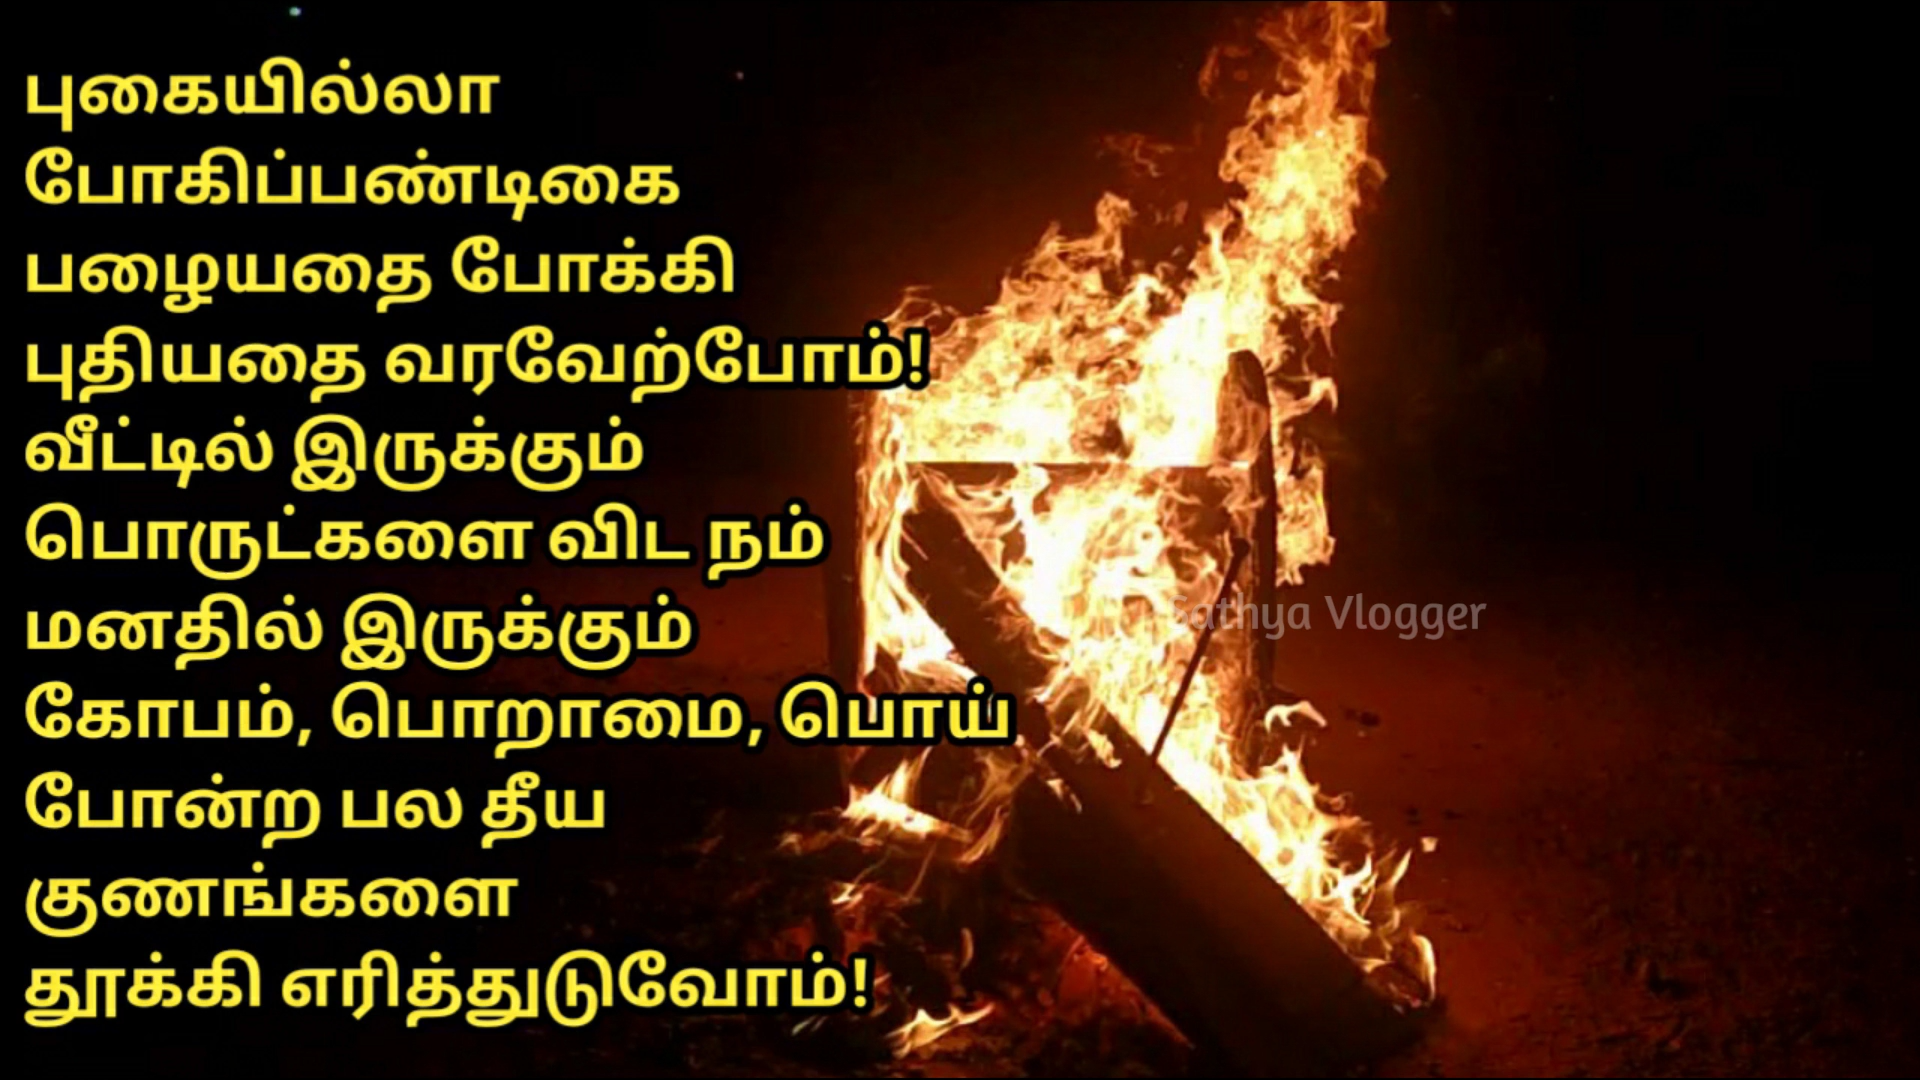 புகையில்லா
போகிப்பண்டிகை
பழையதை போக்கி
புதியதை வரவேற்போம்!
வீட்டில் இருக்கும்
பொருட்களை விட நம்
மனதில் இருக்கும்
Sathya Vlogger
கோபம், பொறாமை, பொய்
போன்ற பல தீய
குணங்களை
தூக்கி எரித்துடுவோம்!